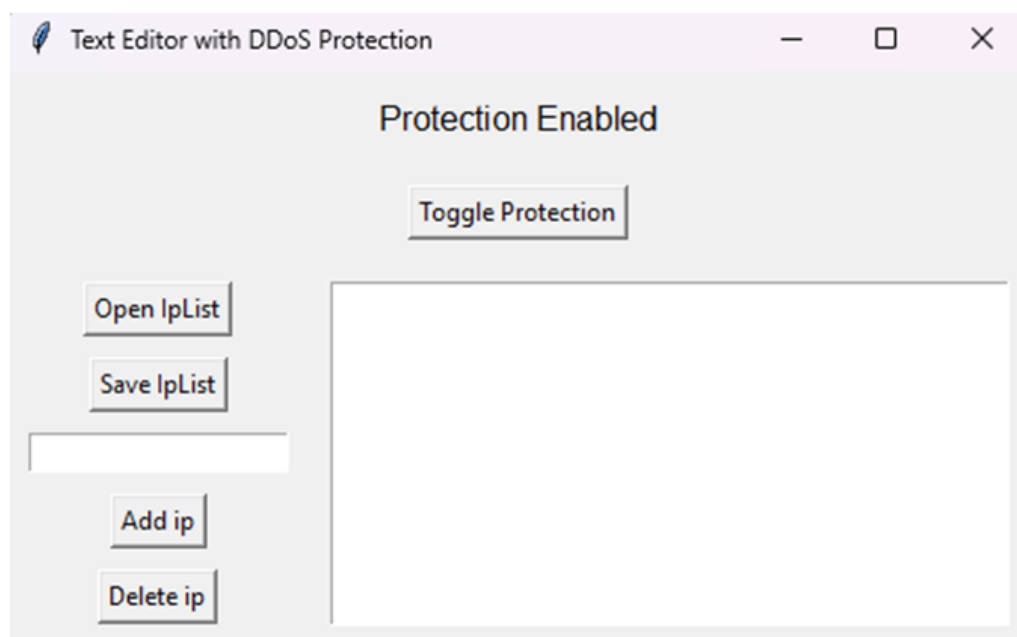 Text Editor with DDoS Protection
Protection Enabled
Toggle Protection
Open IpList
Save IpList
Add ip
Delete ip